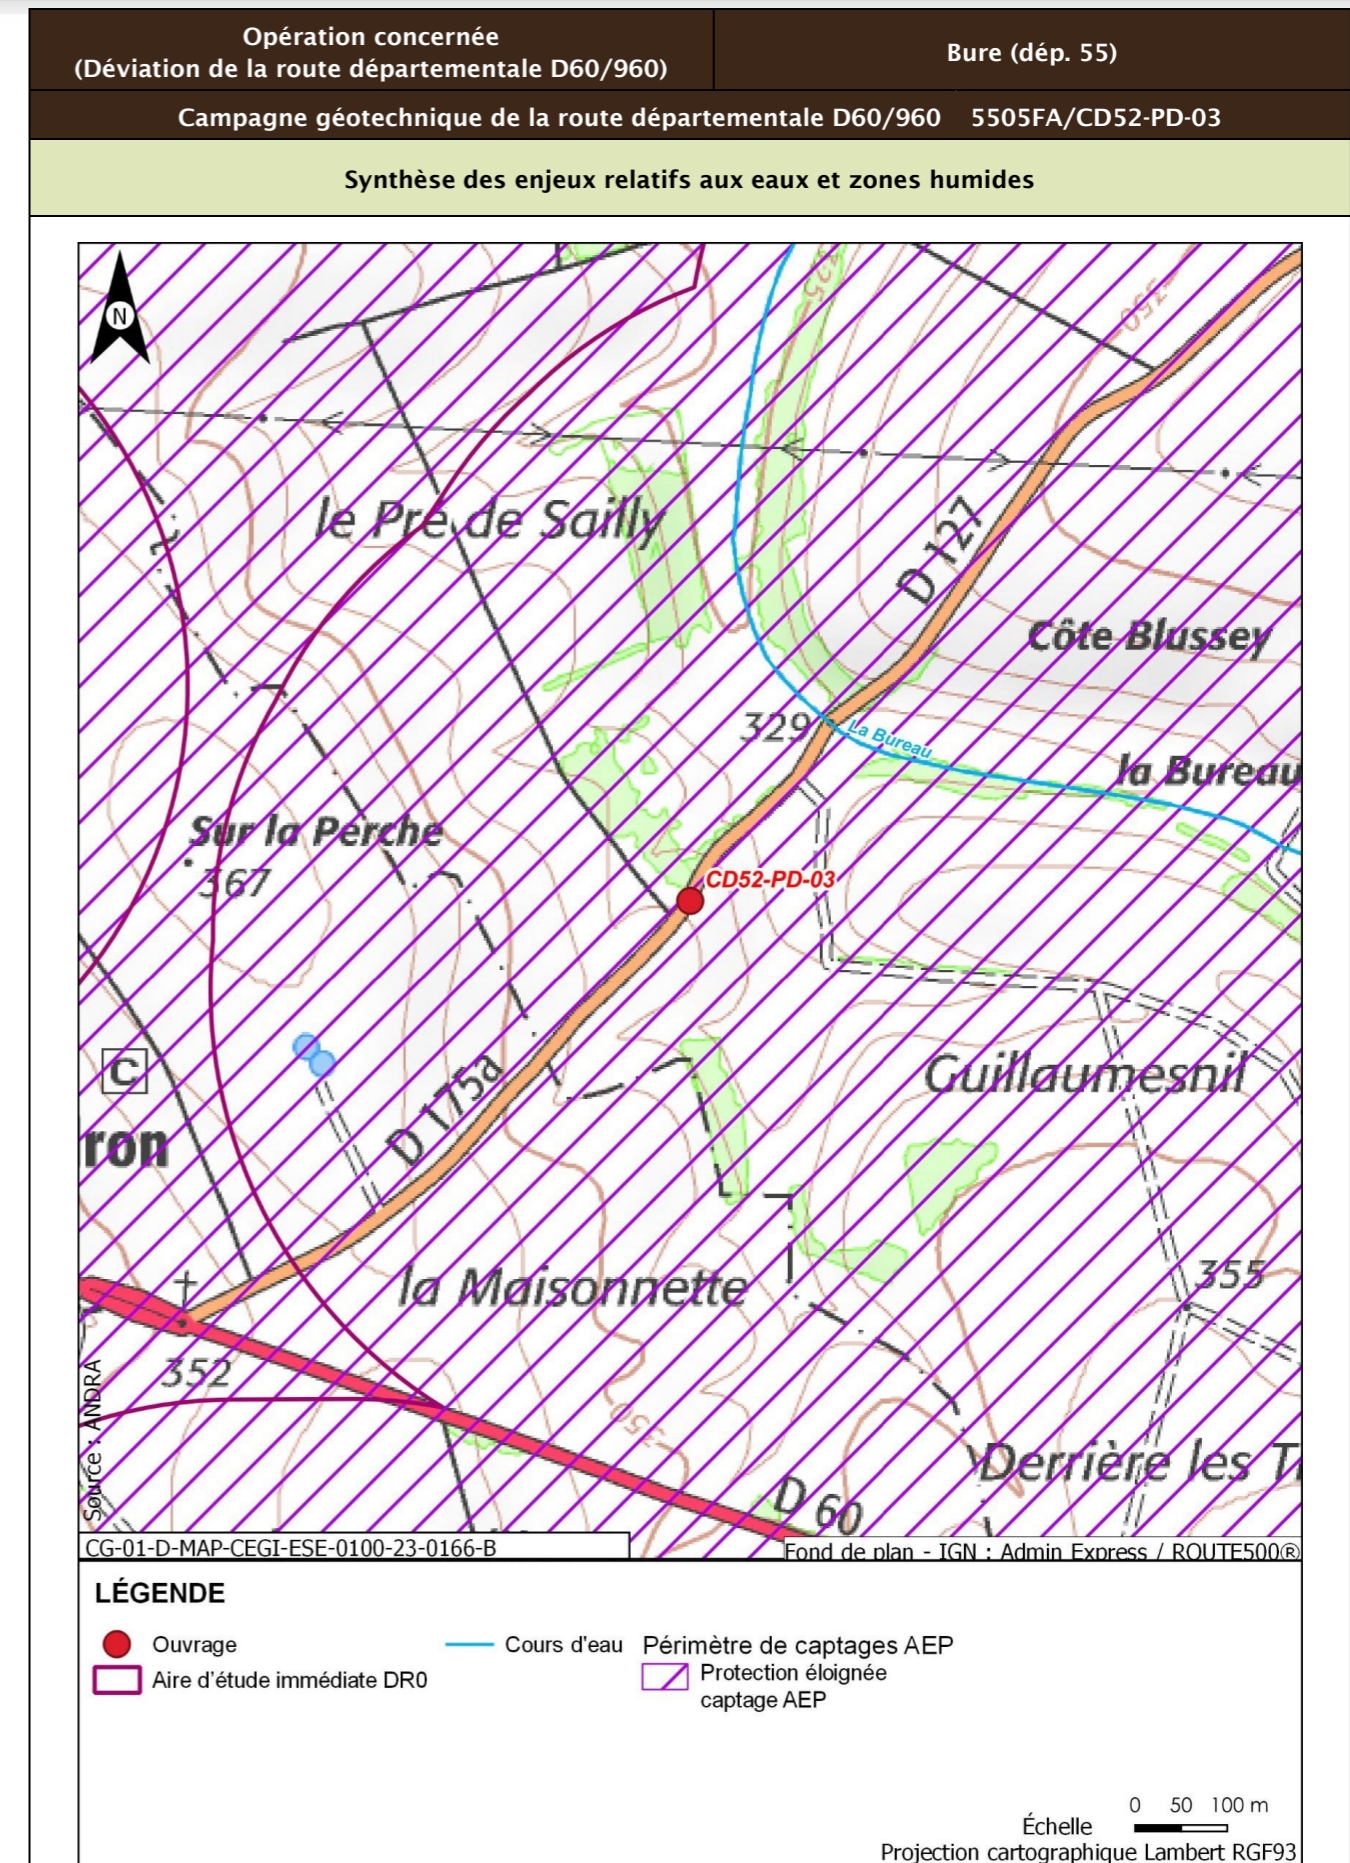 Opération concernée
(Déviation de la route départementale D60/960)
Bure (dép. 55)
Campagne géotechnique de la route départementale D60/960 5505FA/CD52-PD-03
Synthèse des enjeux relatifs aux eaux et zones humides
N
325
350
le Pré de Sailly
D 127
Côte Blussey
329
La Bureau
la Bureau
Sur la Perche
367
CD52-PD-03
C
Guillaumesnil
D 175a
ron
la Maisonnette
355
352
350
Derrière les T
D 60
Source : ANDRA
CG-01-D-MAP-CEGI-ESE-0100-23-0166-B
Fond de plan - IGN : Admin Express / ROUTE500®
LÉGENDE
Ouvrage
Cours d'eau
Périmètre de captages AEP
Aire d'étude immédiate DR0
Protection éloignée
captage AEP
0 50 100 m
Échelle
Projection cartographique Lambert RGF93